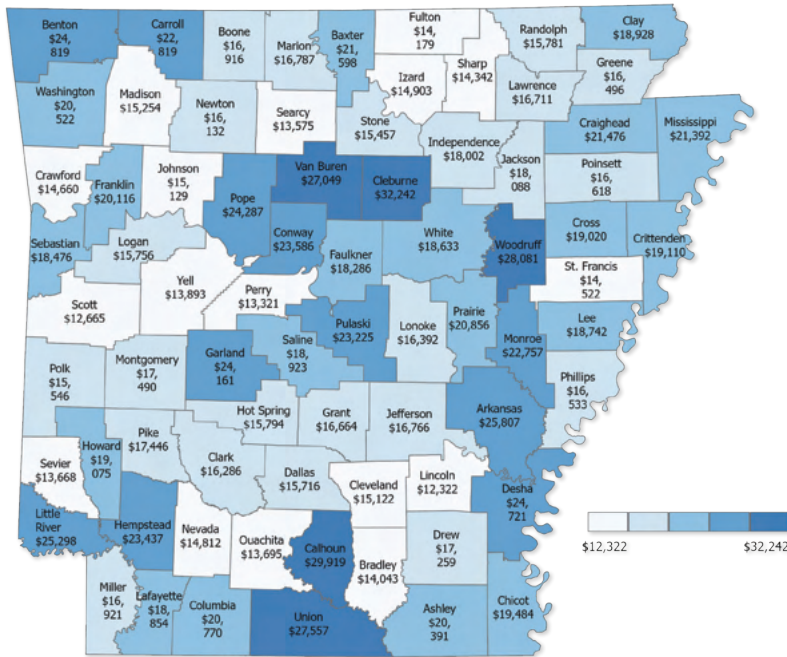 Benton
$24,
819
Carroll
$22,
819
Boone
$16,
916
Marion
$16,787
Baxter
$21,
598
Fulton
$14,
179
Randolph
$15,781
Clay
$18,928
Sharp
$14,342
Izard
$14,903
Greene
$16,
496
Lawrence
$16,711
Washington
$20,
522
Madison
$15,254
Newton
$16,
132
Searcy
$13,575
Stone
$15,457
Independence
$18,002
Jackson
$18,
088
Craighead
$21,476
Mississippi
$21,392
Poinsett
$16,
618
Crawford
$14,660
Franklin
$20,116
Johnson
$15,
129
Pope
$24,287
Van Buren
$27,049
Cleburne
$32,242
Conway
$23,586
Faulkner
$18,286
White
$18,633
Woodruff
$28,081
Cross
$19,020
Crittenden
$19,110
St. Francis
$14,
522
Sebastian
$18,476
Logan
$15,756
Yell
$13,893
Perry
$13,321
Scott
$12,665
Pulaski
$23,225
Lonoke
$16,392
Prairie
$20,856
Monroe
$22,757
Lee
$18,742
Phillips
$16,
533
Polk
$15,
546
Montgomery
$17,
490
Garland
$24,
161
Saline
$18,
923
Hot Spring
$15,794
Grant
$16,664
Jefferson
$16,766
Arkansas
$25,807
Howard
$19,
075
Pike
$17,446
Clark
$16,286
Dallas
$15,716
Cleveland
$15,122
Lincoln
$12,322
Desha
$24,
721
Sevier
$13,668
Little
River
$25,298
Hempstead
$23,437
Nevada
$14,812
Ouachita
$13,695
Calhoun
$29,919
Bradley
$14,043
Drew
$17,
259
Miller
$16,
921
Lafayette
$18,
854
Columbia
$20,
770
Union
$27,557
Ashley
$20,
391
Chicot
$19,484
$12,322
$32,242